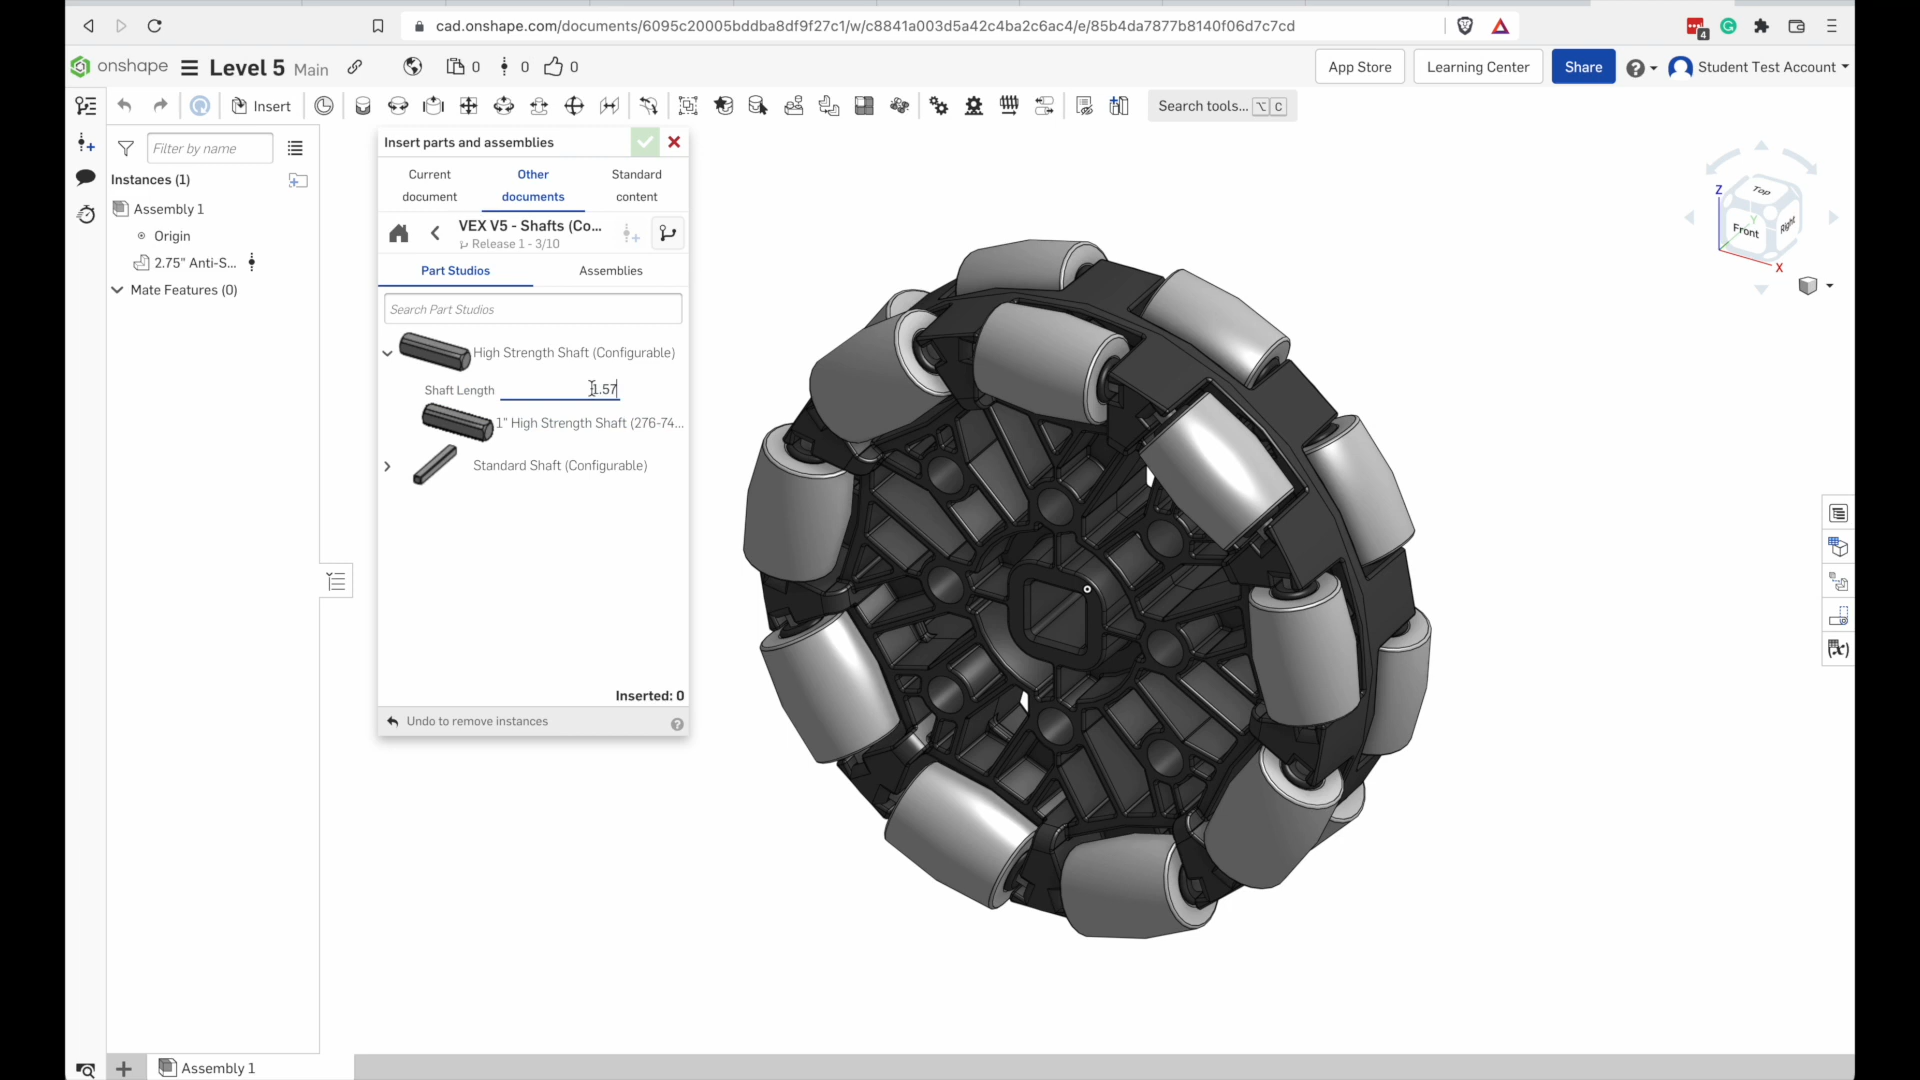 cad.onshape.com/documents/6095c20005bddba8df9f27c1/w/c8841a003d5a42c4ba2c6ac4/e/85b4da7877b8140f06d7c7cd
4
onshape Level 5 Main 0 0 0 App Store Learning Center Share ? Student Test Account
Insert Search tools... ⌥ C
Filter by name
Instances (1)
Assembly 1
Origin
2.75" Anti-S...
Mate Features (0)
Insert parts and assemblies
Current document
Other documents
Standard content
VEX V5 - Shafts (Co...
Release 1 - 3/10
Part Studios Assemblies
Search Part Studios
High Strength Shaft (Configurable)
Shaft Length 1.57
1" High Strength Shaft (276-74...
Standard Shaft (Configurable)
Inserted: 0
Undo to remove instances ?
Z
Top
Y
Front
Right
X
(x)
Assembly 1